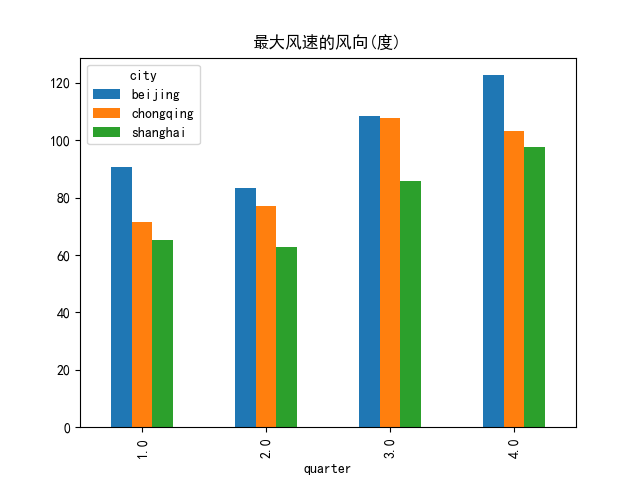 最大风速的风向(度)
city
beijing
chongqing
shanghai
120
100
80
60
40
20
0
1.0
2.0
3.0
4.0
quarter